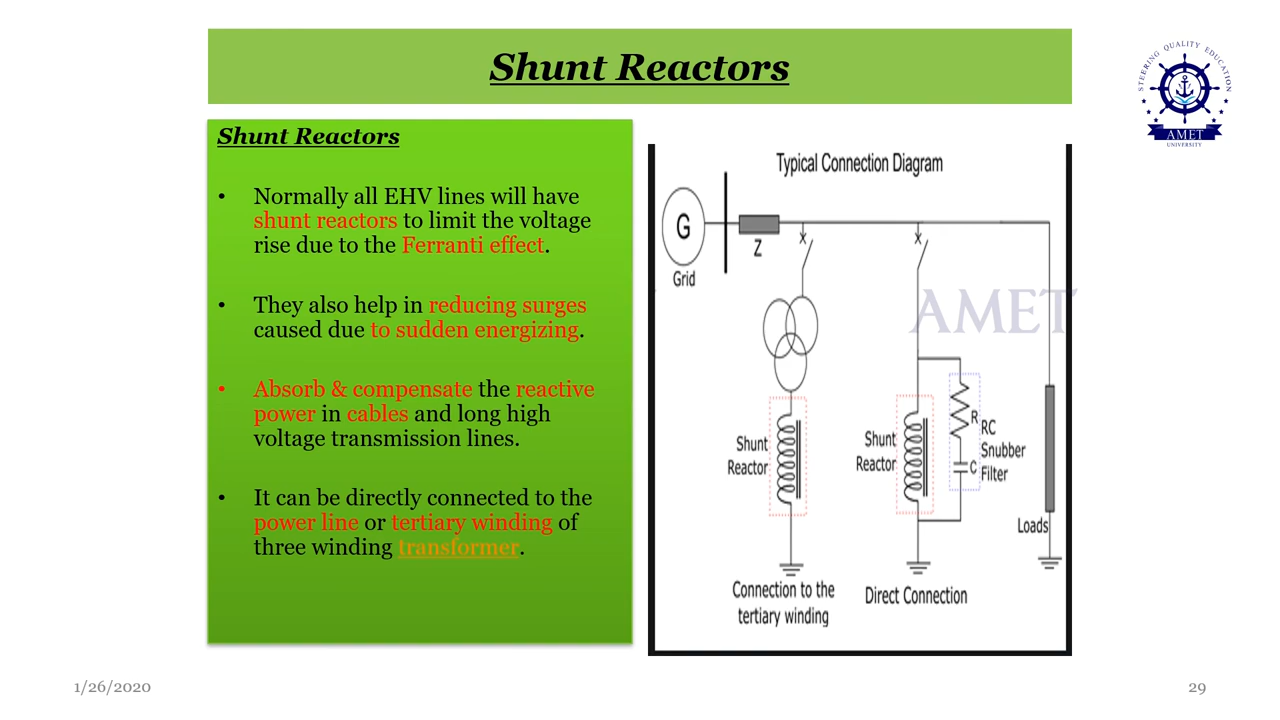 Shunt Reactors
STEERING QUALITY EDUCATION
AMET
UNIVERSITY
Shunt Reactors
• Normally all EHV lines will have
shunt reactors to limit the voltage
rise due to the Ferranti effect.
• They also help in reducing surges
caused due to sudden energizing.
• Absorb & compensate the reactive
power in cables and long high
voltage transmission lines.
• It can be directly connected to the
power line or tertiary winding of
three winding transformer.
Typical Connection Diagram
G
Grid
Z
AMET
Shunt
Reactor
Shunt
Reactor
R
C
RC
Snubber
Filter
Loads
Connection to the
tertiary winding
Direct Connection
1/26/2020
29